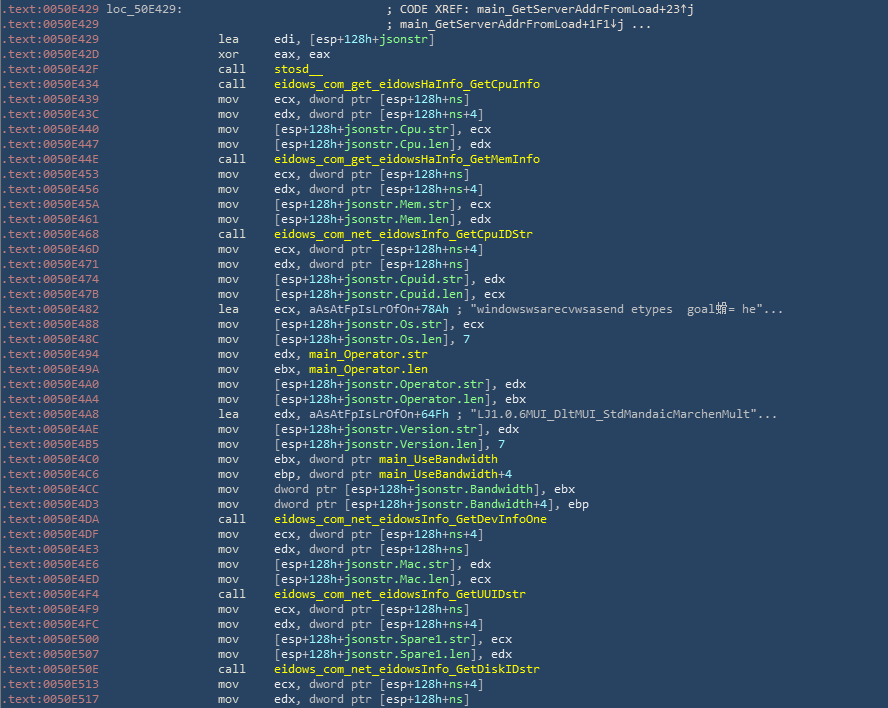 .text:0050E429 loc_50E429: ; CODE XREF: main_GetServerAddrFromLoad+23↑j
.text:0050E429 ; main_GetServerAddrFromLoad+1F1↓j ...
.text:0050E429 lea edi, [esp+128h+jsonstr]
.text:0050E42D xor eax, eax
.text:0050E42F call stosd__
.text:0050E434 call eidows_com_get_eidowsHaInfo_GetCpuInfo
.text:0050E439 mov ecx, dword ptr [esp+128h+ns]
.text:0050E43C mov edx, dword ptr [esp+128h+ns+4]
.text:0050E440 mov [esp+128h+jsonstr.Cpu.str], ecx
.text:0050E447 mov [esp+128h+jsonstr.Cpu.len], edx
.text:0050E44E call eidows_com_get_eidowsHaInfo_GetMemInfo
.text:0050E453 mov ecx, dword ptr [esp+128h+ns]
.text:0050E456 mov edx, dword ptr [esp+128h+ns+4]
.text:0050E45A mov [esp+128h+jsonstr.Mem.str], ecx
.text:0050E461 mov [esp+128h+jsonstr.Mem.len], edx
.text:0050E468 call eidows_com_net_eidowsInfo_GetCpuIDStr
.text:0050E46D mov ecx, dword ptr [esp+128h+ns+4]
.text:0050E471 mov edx, dword ptr [esp+128h+ns]
.text:0050E474 mov [esp+128h+jsonstr.Cpuid.str], edx
.text:0050E47B mov [esp+128h+jsonstr.Cpuid.len], ecx
.text:0050E482 lea ecx, aAsAtFpIsLrOfOn+78Ah ; "windowswsarecvwsasend etypes goal= he"...
.text:0050E488 mov [esp+128h+jsonstr.Os.str], ecx
.text:0050E48C mov [esp+128h+jsonstr.Os.len], 7
.text:0050E494 mov edx, main_Operator.str
.text:0050E49A mov ebx, main_Operator.len
.text:0050E4A0 mov [esp+128h+jsonstr.Operator.str], edx
.text:0050E4A4 mov [esp+128h+jsonstr.Operator.len], ebx
.text:0050E4A8 lea edx, aAsAtFpIsLrOfOn+64Fh ; "LJ1.0.6MUI_DltMUI_StdMandaicMarchenMult"...
.text:0050E4AE mov [esp+128h+jsonstr.Version.str], edx
.text:0050E4B5 mov [esp+128h+jsonstr.Version.len], 7
.text:0050E4C0 mov ebx, dword ptr main_UseBandwidth
.text:0050E4C6 mov ebp, dword ptr main_UseBandwidth+4
.text:0050E4CC mov dword ptr [esp+128h+jsonstr.Bandwidth], ebx
.text:0050E4D3 mov dword ptr [esp+128h+jsonstr.Bandwidth+4], ebp
.text:0050E4DA call eidows_com_net_eidowsInfo_GetDevInfoOne
.text:0050E4DF mov ecx, dword ptr [esp+128h+ns+4]
.text:0050E4E3 mov edx, dword ptr [esp+128h+ns]
.text:0050E4E6 mov [esp+128h+jsonstr.Mac.str], edx
.text:0050E4ED mov [esp+128h+jsonstr.Mac.len], ecx
.text:0050E4F4 call eidows_com_net_eidowsInfo_GetUUIDstr
.text:0050E4F9 mov ecx, dword ptr [esp+128h+ns]
.text:0050E4FC mov edx, dword ptr [esp+128h+ns+4]
.text:0050E500 mov [esp+128h+jsonstr.Spare1.str], ecx
.text:0050E507 mov [esp+128h+jsonstr.Spare1.len], edx
.text:0050E50E call eidows_com_net_eidowsInfo_GetDiskIDstr
.text:0050E513 mov ecx, dword ptr [esp+128h+ns+4]
.text:0050E517 mov edx, dword ptr [esp+128h+ns]